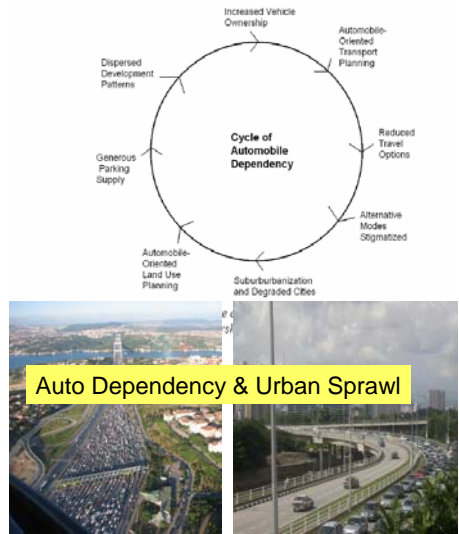 Increased Vehicle
Ownership
Automobile-
Oriented
Transport
Planning
Reduced
Travel
Options
Alternative
Modes
Stigmatized
Suburburbanization
and Degraded Cities
Automobile-
Oriented
Land Use
Planning
Generous
Parking
Supply
Dispersed
Development
Patterns
Cycle of
Automobile
Dependency
Auto Dependency & Urban Sprawl